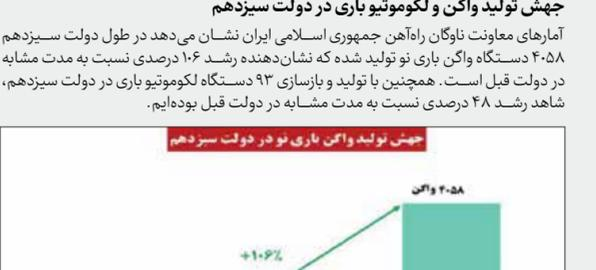 جهش تولید واگن و لکوموتیو باری در دولت سیزدهم
آمارهای معاونت ناوگان راه‌آهن جمهوری اسلامی ایران نشان می‌دهد در طول دولت سیزدهم
۴۰۵۸ دستگاه واگن باری نو تولید شده که نشان‌دهنده رشد ۱۰۶ درصدی نسبت به مدت مشابه
در دولت قبل است. همچنین با تولید و بازسازی ۹۳ دستگاه لکوموتیو باری در دولت سیزدهم،
شاهد رشد ۴۸ درصدی نسبت به مدت مشابه در دولت قبل بوده‌ایم.
جهش تولید واگن باری نو در دولت سیزدهم
۴۰۵۸ واگن
+۱۰۶%